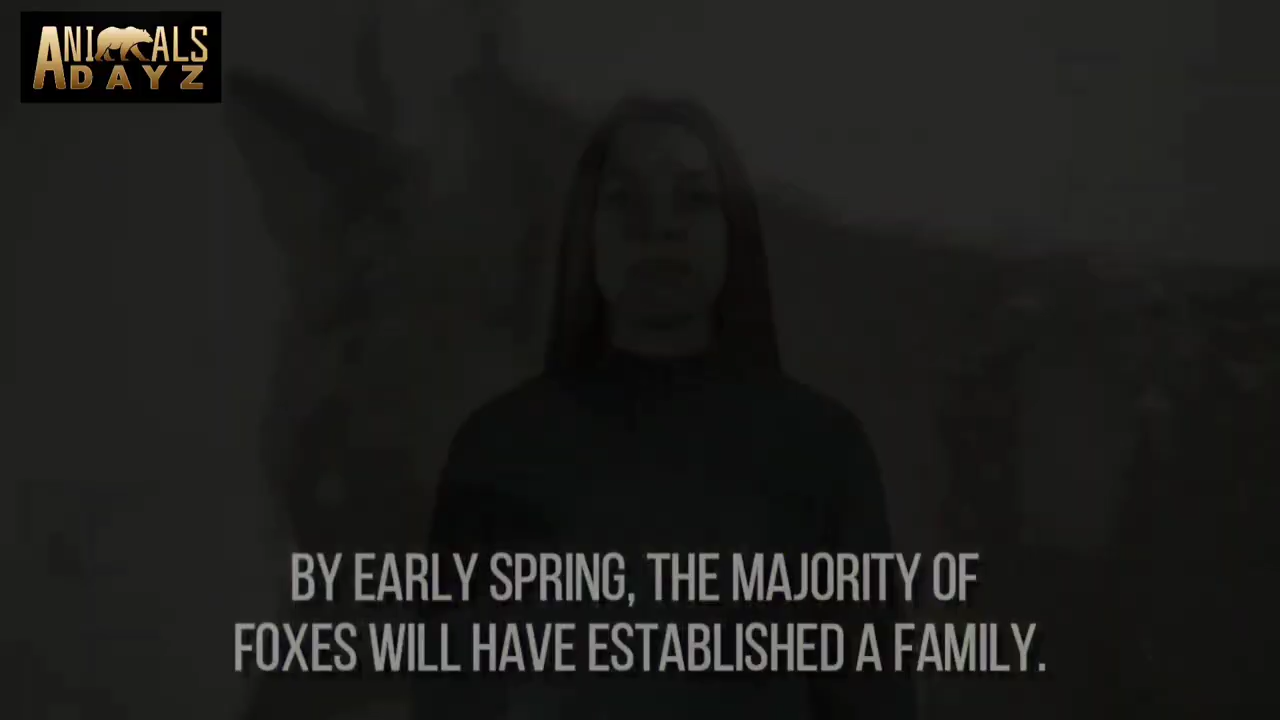 ANIMALS
DAYZ
BY EARLY SPRING, THE MAJORITY OF
FOXES WILL HAVE ESTABLISHED A FAMILY.